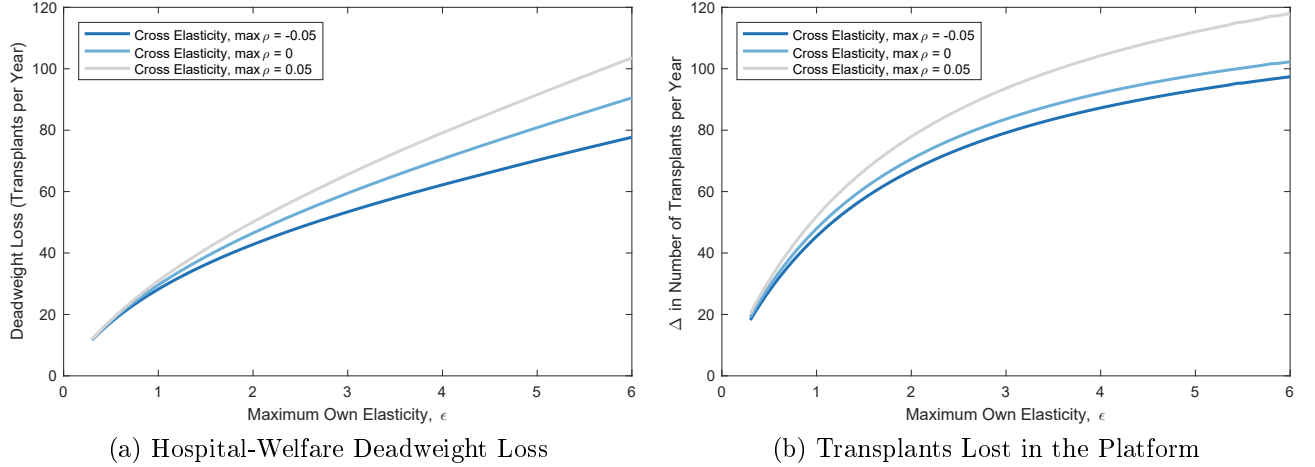 Deadweight Loss (Transplants per Year)
120
100
80
60
40
20
0
Cross Elasticity, max ρ = -0.05
Cross Elasticity, max ρ = 0
Cross Elasticity, max ρ = 0.05
0 1 2 3 4 5 6
Maximum Own Elasticity, ϵ
(a) Hospital-Welfare Deadweight Loss
Δ in Number of Transplants per Year
120
100
80
60
40
20
0
Cross Elasticity, max ρ = -0.05
Cross Elasticity, max ρ = 0
Cross Elasticity, max ρ = 0.05
0 1 2 3 4 5 6
Maximum Own Elasticity, ϵ
(b) Transplants Lost in the Platform